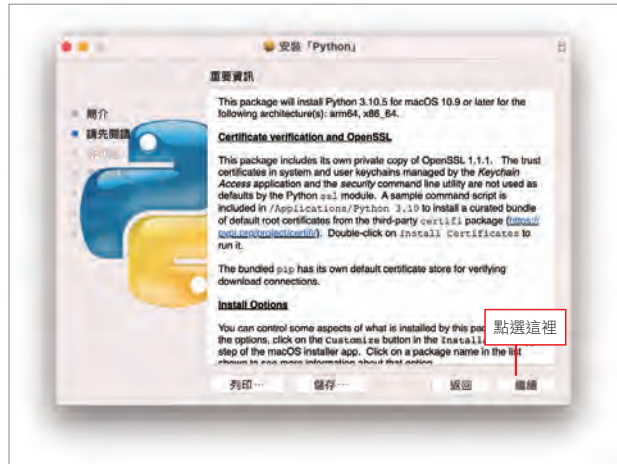 安裝「Python」
重要資訊
簡介
請先閱讀
This package will install Python 3.10.5 for macOS 10.9 or later for the
following architecture(s): arm64, x86_64.
Certificate verification and OpenSSL
This package includes its own private copy of OpenSSL 1.1.1. The trust
certificates in system and user keychains managed by the Keychain
Access application and the security command line utility are not used as
defaults by the Python ssl module. A sample command script is
included in /Applications/Python 3.10 to install a curated bundle
of default root certificates from the third-party certifi package (https://
pypi.org/project/certifi/). Double-click on Install Certificates to
run it.
The bundled pip has its own default certificate store for verifying
download connections.
Install Options
You can control some aspects of what is installed by this
the options, click on the Customize button in the
step of the macOS installer app. Click on a package name in the list
shown to see more information about that option.
點選這裡
列印…
儲存…
返回
繼續